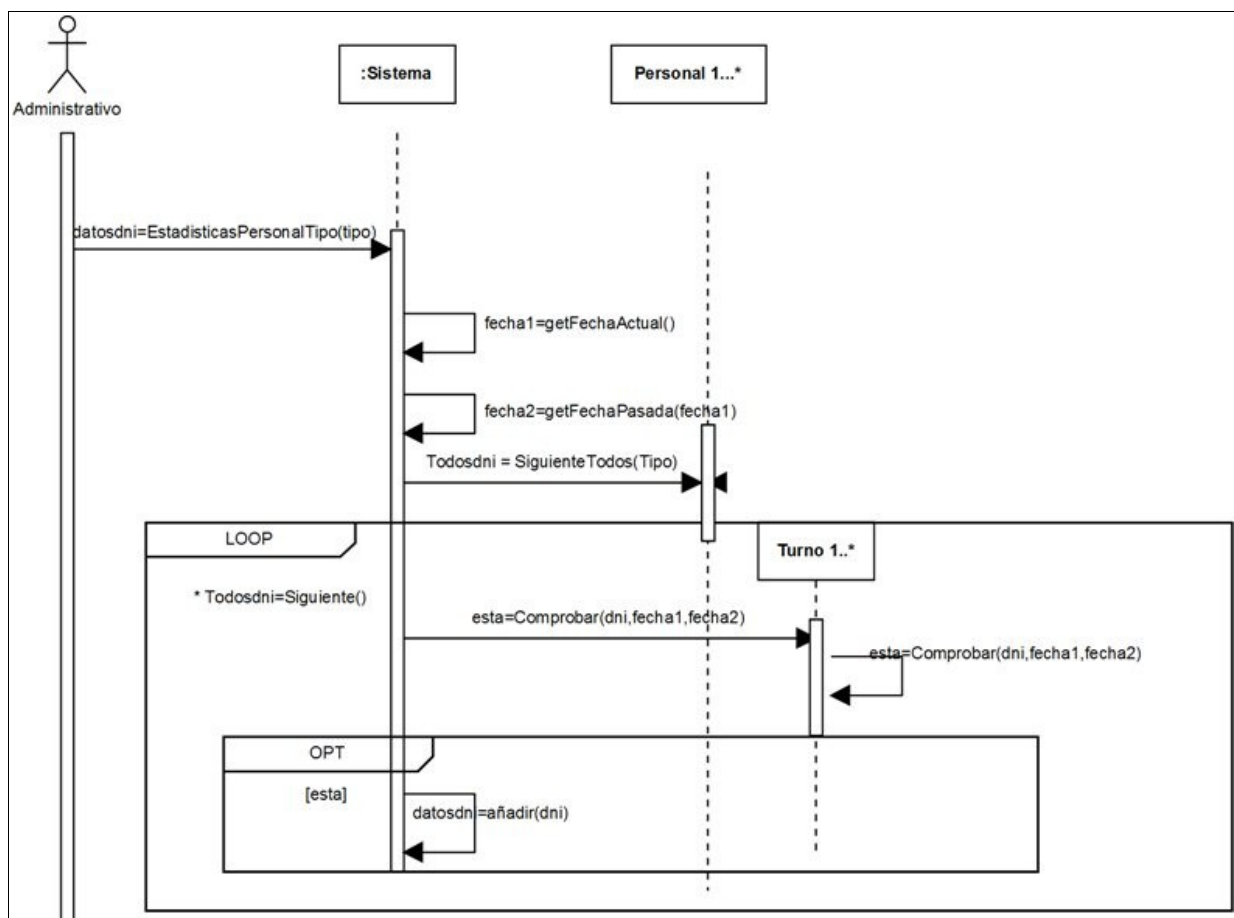 :Sistema
Personal 1...*
Administrativo
datosdni=EstadisticasPersonalTipo(tipo)
fecha1=getFechaActual()
fecha2=getFechaPasada(fecha1)
Todosdni = SiguienteTodos(Tipo)
LOOP
Turno 1..*
* Todosdni=Siguiente()
esta=Comprobar(dni,fecha1,fecha2)
esta=Comprobar(dni,fecha1,fecha2)
OPT
[esta]
datosdni=añadir(dni)